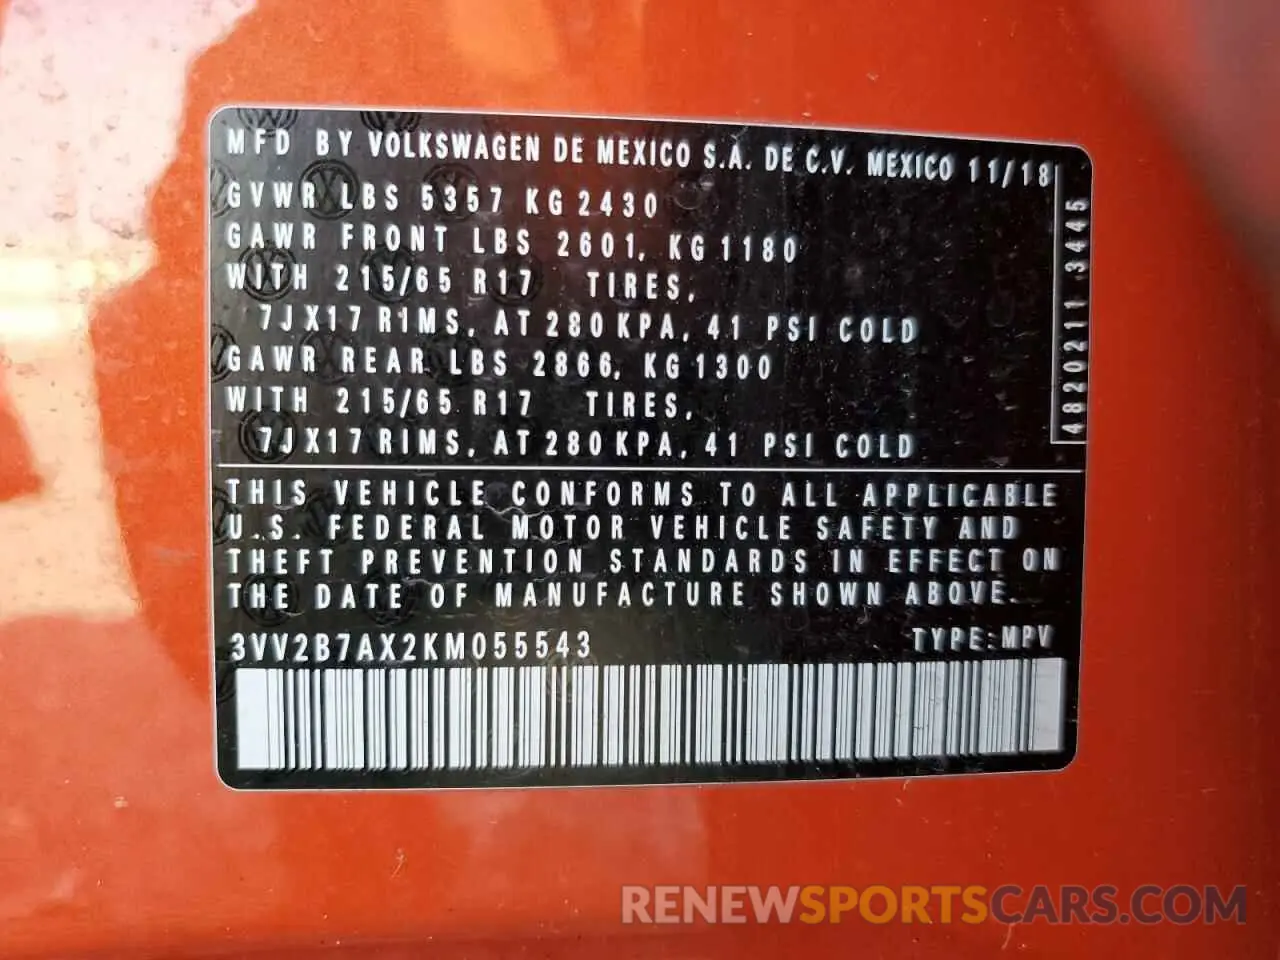 MFD BY VOLKSWAGEN DE MEXICO S.A. DE C.V. MEXICO 11/18
GVWR LBS 5357 KG 2430
GAWR FRONT LBS 2601, KG 1180
WITH 215/65 R17 TIRES,
7JX17 RIMS, AT 280 KPA, 41 PSI COLD
GAWR REAR LBS 2866, KG 1300
WITH 215/65 R17 TIRES,
7JX17 RIMS, AT 280 KPA, 41 PSI COLD
4820211 3445
THIS VEHICLE CONFORMS TO ALL APPLICABLE
U.S. FEDERAL MOTOR VEHICLE SAFETY AND
THEFT PREVENTION STANDARDS IN EFFECT ON
THE DATE OF MANUFACTURE SHOWN ABOVE.
3VV2B7AX2KM055543 TYPE: MPV
RENEWSPORTSCARS.COM